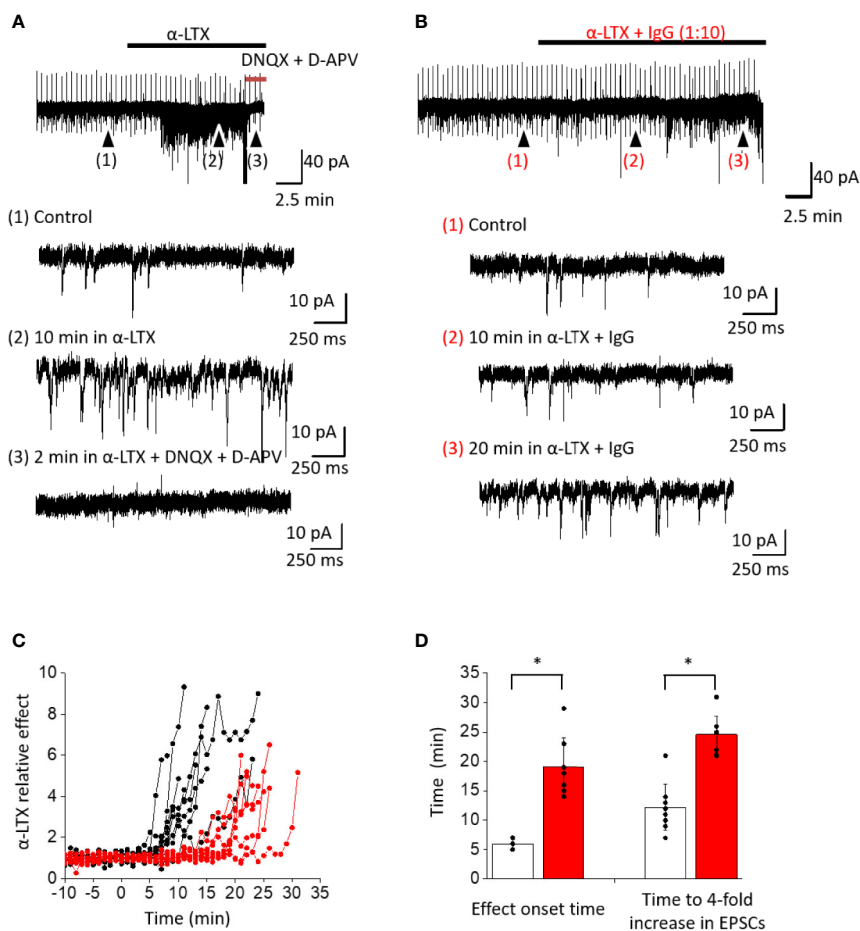 A
α-LTX
DNQX + D-APV
(1)
(2)
(3)
40 pA
2.5 min
(1) Control
10 pA
250 ms
(2) 10 min in α-LTX
10 pA
250 ms
(3) 2 min in α-LTX + DNQX + D-APV
10 pA
250 ms
B
α-LTX + IgG (1:10)
(1)
(2)
(3)
40 pA
2.5 min
(1) Control
10 pA
250 ms
(2) 10 min in α-LTX + IgG
10 pA
250 ms
(3) 20 min in α-LTX + IgG
10 pA
250 ms
C
α-LTX relative effect
10
8
6
4
2
0
-10 -5 0 5 10 15 20 25 30 35
Time (min)
D
Time (min)
35
30
25
20
15
10
5
0
*
*
Effect onset time
Time to 4-fold
increase in EPSCs